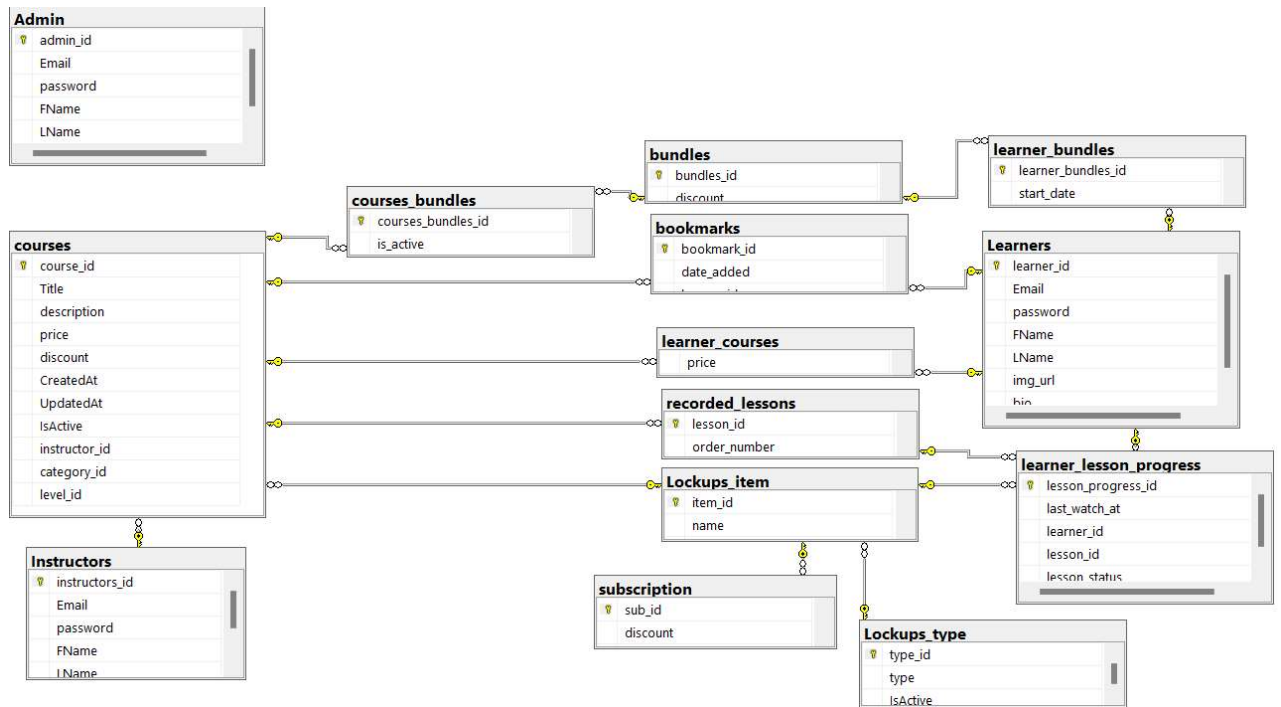 Admin
admin_id
Email
password
FName
LName
bundles
bundles_id
discount
learner_bundles
learner_bundles_id
start_date
courses_bundles
courses_bundles_id
is_active
bookmarks
bookmark_id
date_added
courses
course_id
Title
description
price
discount
CreatedAt
UpdatedAt
IsActive
instructor_id
category_id
level_id
Learners
learner_id
Email
password
FName
LName
img_url
bio
learner_courses
price
recorded_lessons
lesson_id
order_number
Lockups_item
item_id
name
learner_lesson_progress
lesson_progress_id
last_watch_at
learner_id
lesson_id
lesson_status
Instructors
instructors_id
Email
password
FName
LName
subscription
sub_id
discount
Lockups_type
type_id
type
IsActive